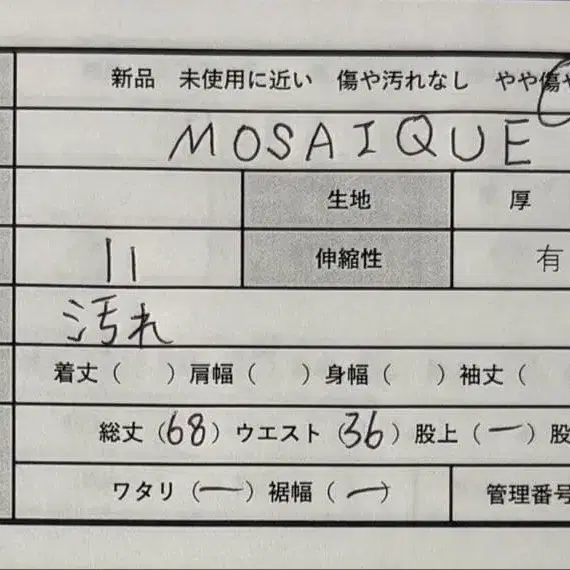 新品 未使用に近い 傷や汚れなし やや傷や
MOSAIQUE
生地 厚
11 伸縮性 有
汚れ
着丈（ ）肩幅（ ）身幅（ ）袖丈（
総丈（68）ウエスト（36）股上（ー）股
ワタリ（ー）裾幅（ー） 管理番号